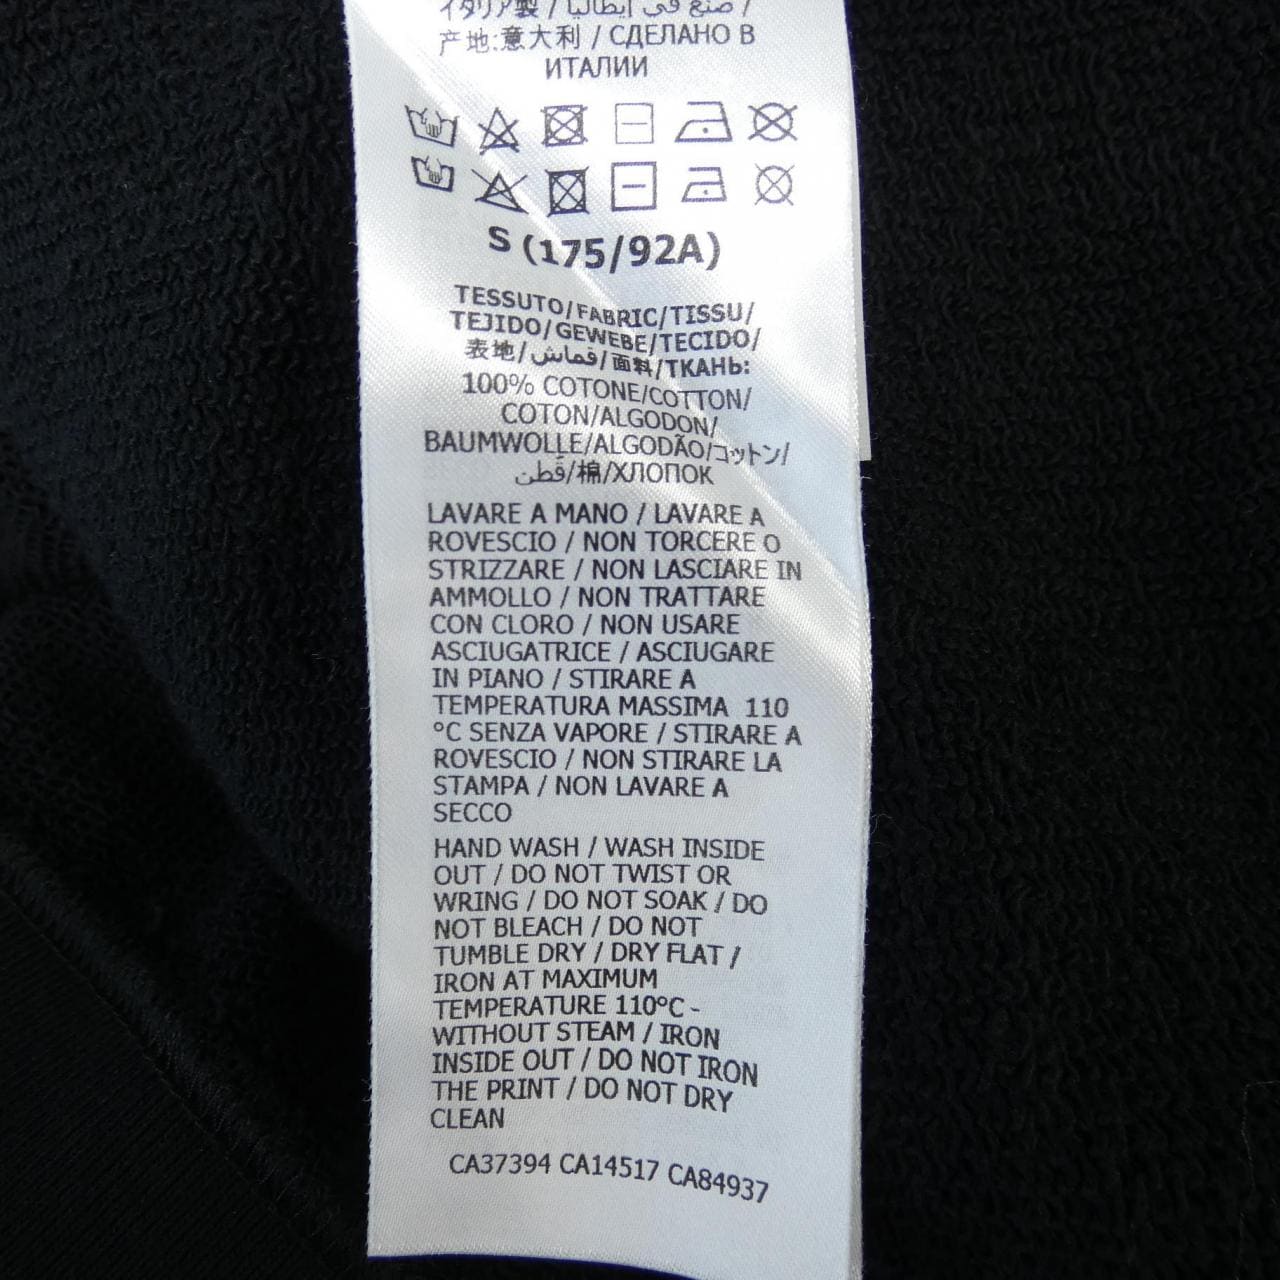 イタリア製 / صنع في إيطاليا /
产地:意大利 / СДЕЛАНО В
ИТАЛИИ
S (175/92A)
TESSUTO/FABRIC/TISSU/
TEJIDO/GEWEBE/TECIDO/
表地/قماش/面料/ТКАНЬ:
100% COTONE/COTTON/
COTON/ALGODON/
BAUMWOLLE/ALGODÃO/コットン/
قُطن/棉/ХЛОПОК
LAVARE A MANO / LAVARE A
ROVESCIO / NON TORCERE O
STRIZZARE / NON LASCIARE IN
AMMOLLO / NON TRATTARE
CON CLORO / NON USARE
ASCIUGATRICE / ASCIUGARE
IN PIANO / STIRARE A
TEMPERATURA MASSIMA 110
°C SENZA VAPORE / STIRARE A
ROVESCIO / NON STIRARE LA
STAMPA / NON LAVARE A
SECCO
HAND WASH / WASH INSIDE
OUT / DO NOT TWIST OR
WRING / DO NOT SOAK / DO
NOT BLEACH / DO NOT
TUMBLE DRY / DRY FLAT /
IRON AT MAXIMUM
TEMPERATURE 110°C -
WITHOUT STEAM / IRON
INSIDE OUT / DO NOT IRON
THE PRINT / DO NOT DRY
CLEAN
CA37394 CA14517 CA84937